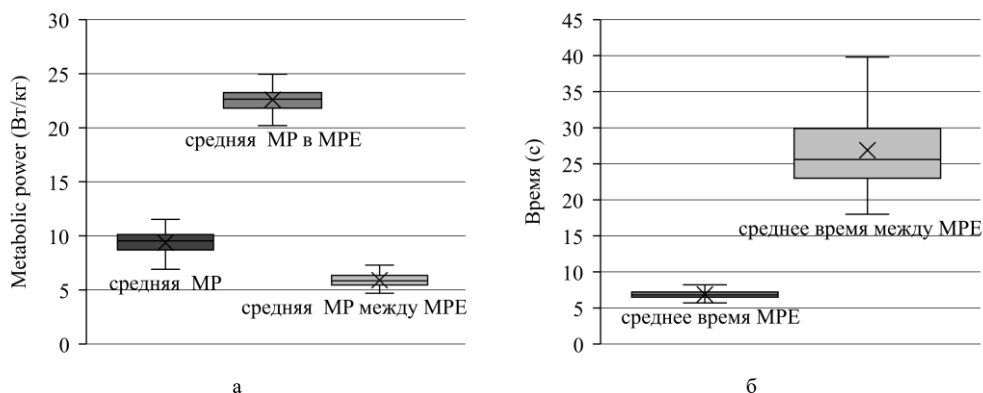 Metabolic power (Вт/кг)
30
25
20
15
10
5
0
средняя MP в MPE
средняя MP
средняя MP между MPE
а
Время (с)
45
40
35
30
25
20
15
10
5
0
среднее время между MPE
среднее время MPE
б